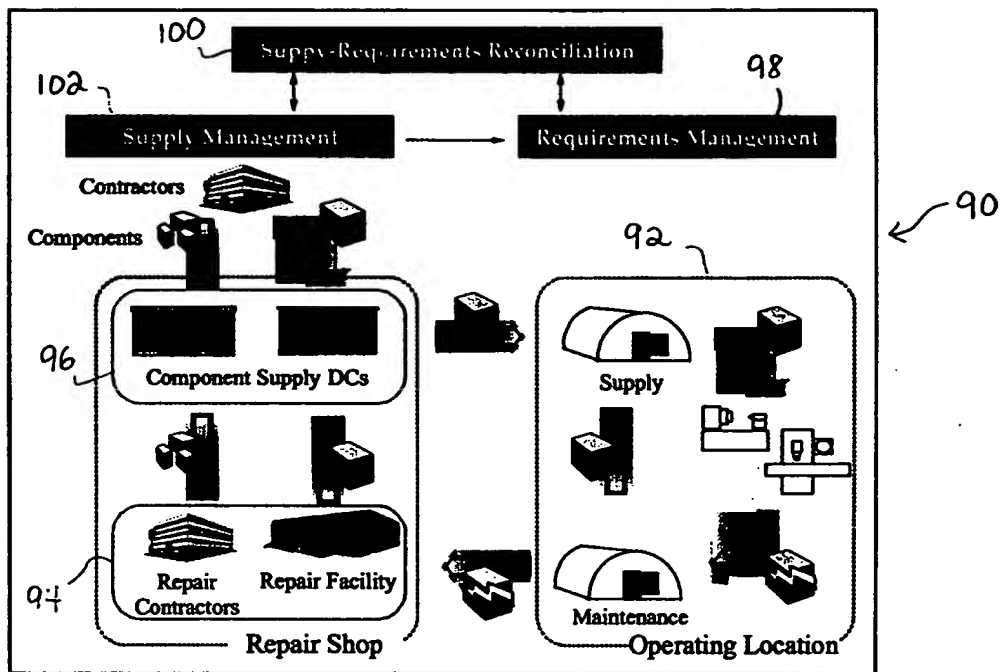 100
Suppy-Requirements Reconciliation
102
98
Supply Management
Requirements Management
Contractors
Components
90
92
96
Component Supply DCs
Supply
94
Repair Contractors
Repair Facility
Maintenance
Repair Shop
Operating Location